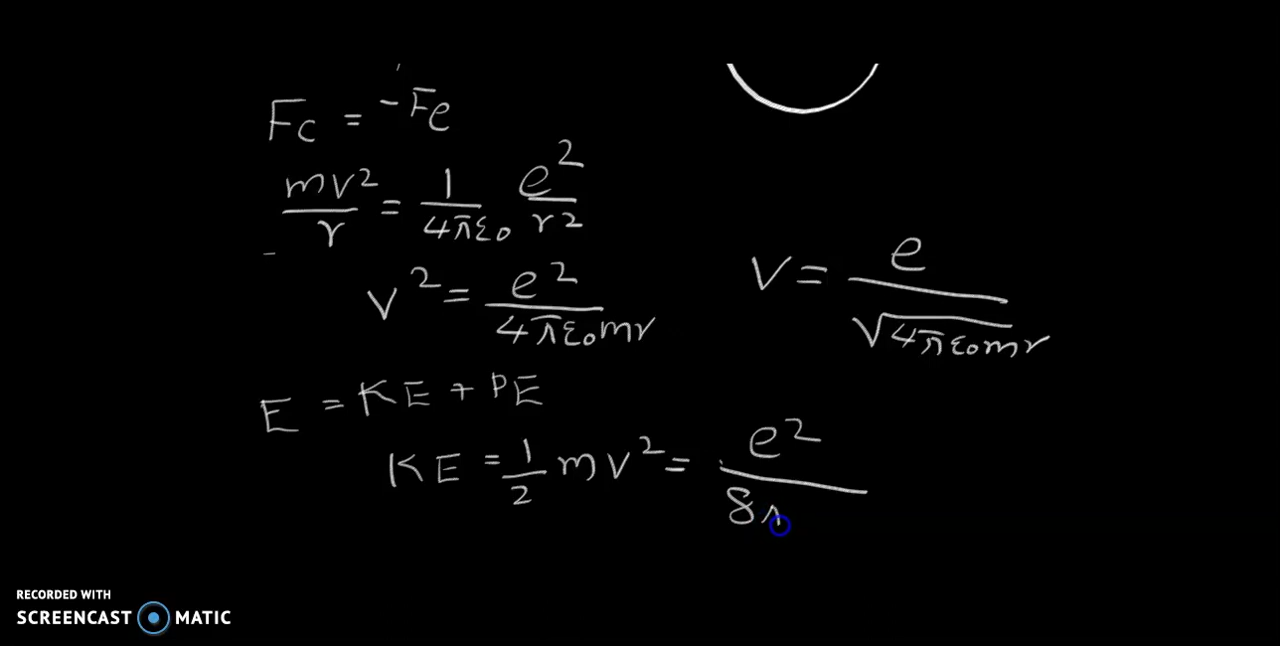 Fc = -Fe
mv²/r = 1/4πε₀ e²/r²
v² = e²/4πε₀mr
V = e/√4πε₀mr
E = KE + PE
KE = 1/2 mv² = e²/8π
RECORDED WITH
SCREENCAST MATIC